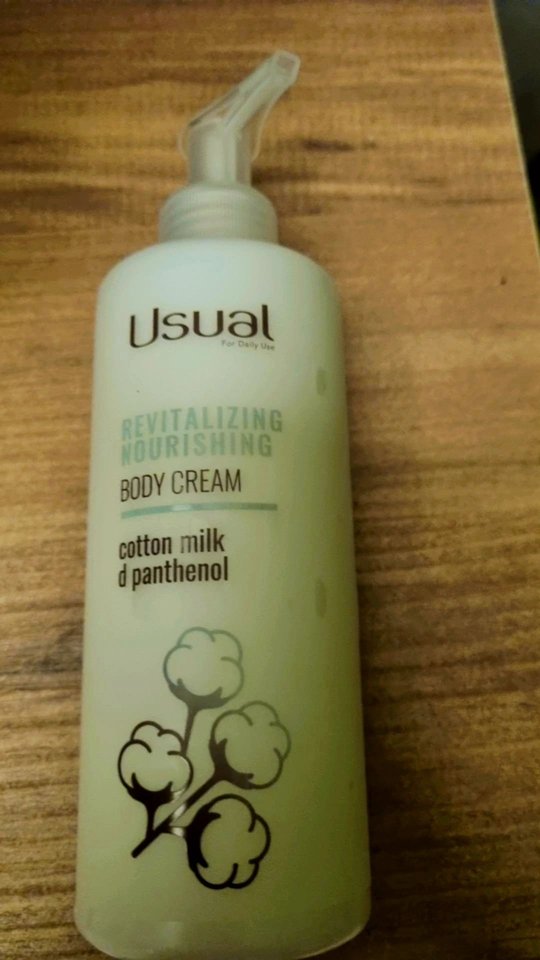 Usual
For Daily Use
REVITALIZING
NOURISHING
BODY CREAM
cotton milk
d panthenol